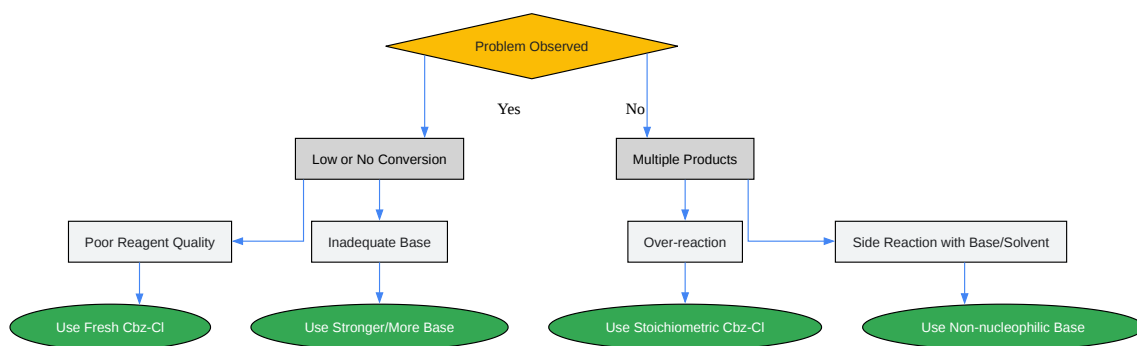 Problem Observed
Yes
No
Low or No Conversion
Multiple Products
Poor Reagent Quality
Inadequate Base
Over-reaction
Side Reaction with Base/Solvent
Use Fresh Cbz-Cl
Use Stronger/More Base
Use Stoichiometric Cbz-Cl
Use Non-nucleophilic Base